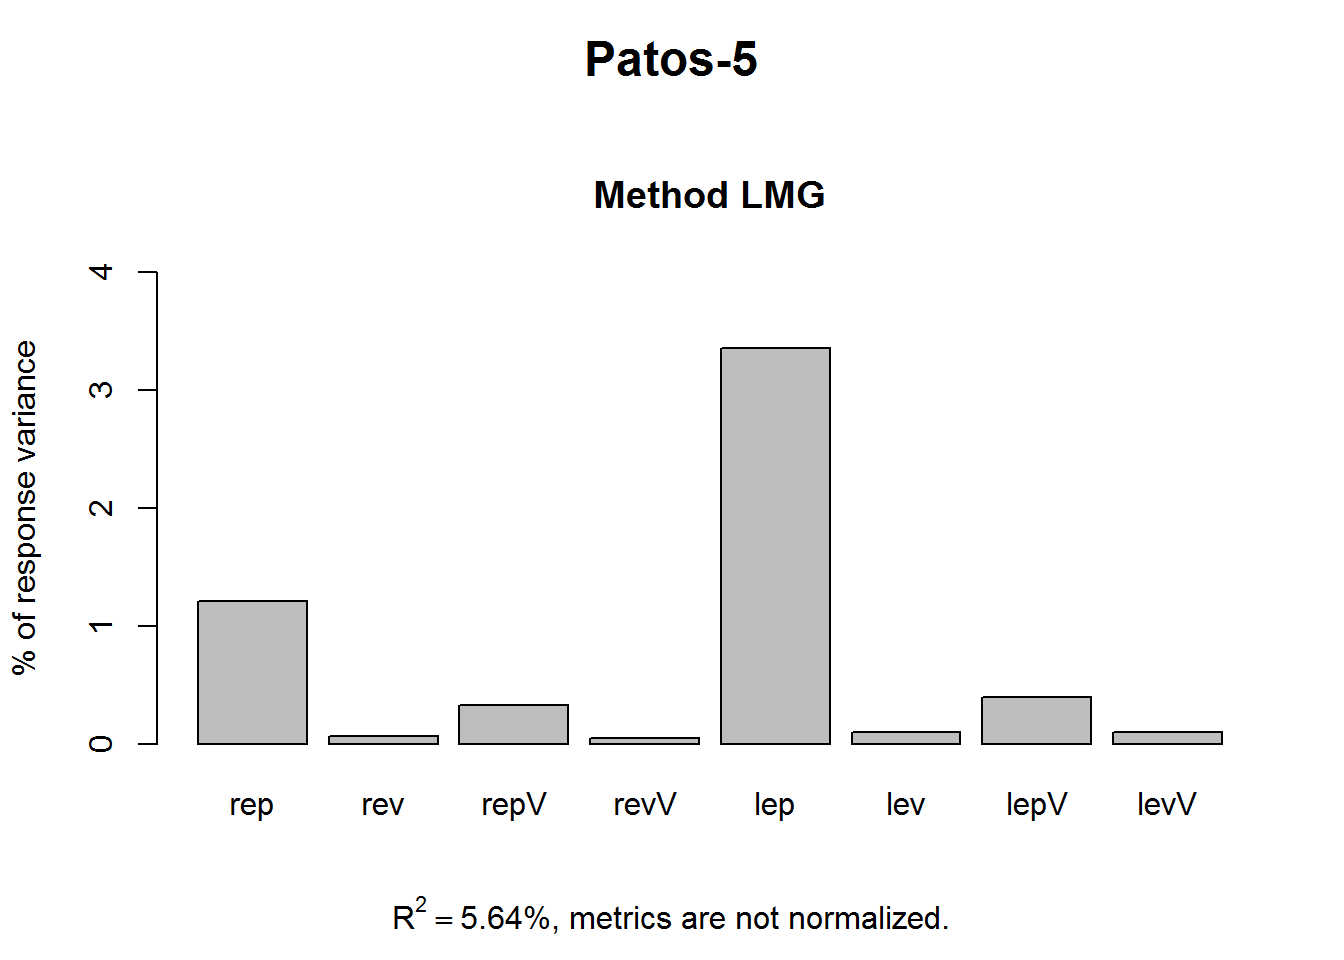 Patos-5
Method LMG
% of response variance
4
3
2
1
0
rep rev repV revV lep lev lepV levV
R² = 5.64%, metrics are not normalized.